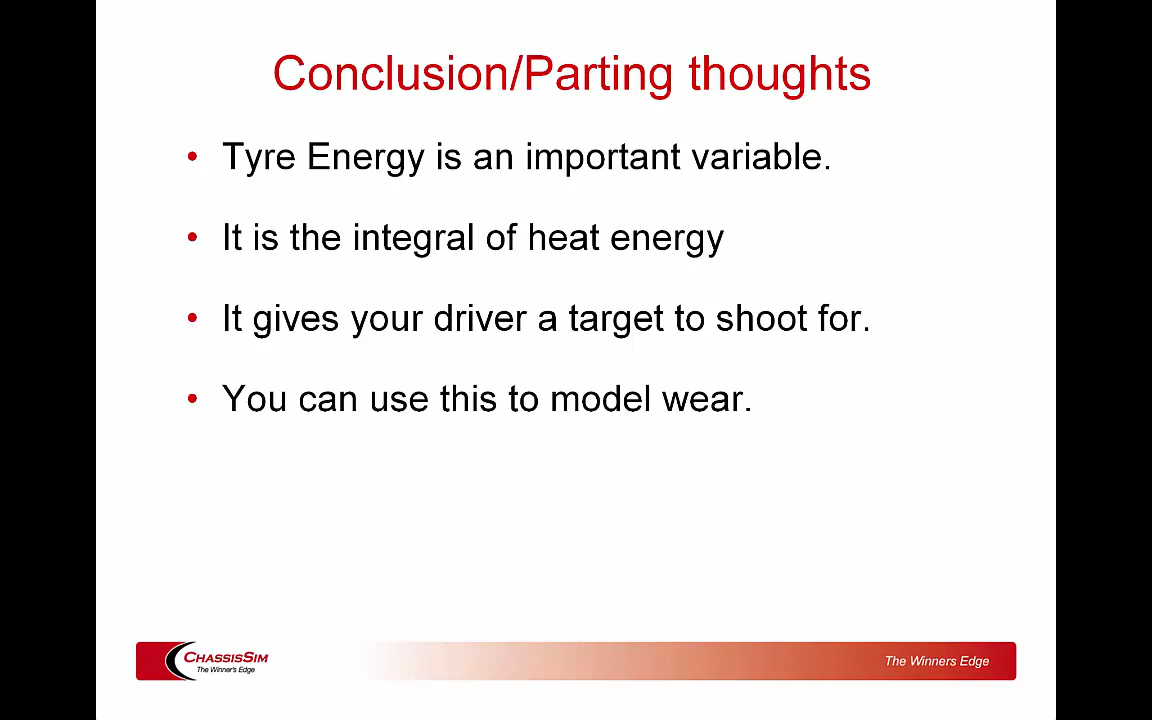 Conclusion/Parting thoughts
• Tyre Energy is an important variable.
• It is the integral of heat energy
• It gives your driver a target to shoot for.
• You can use this to model wear.
CHASSISSIM
The Winner's Edge
The Winners Edge